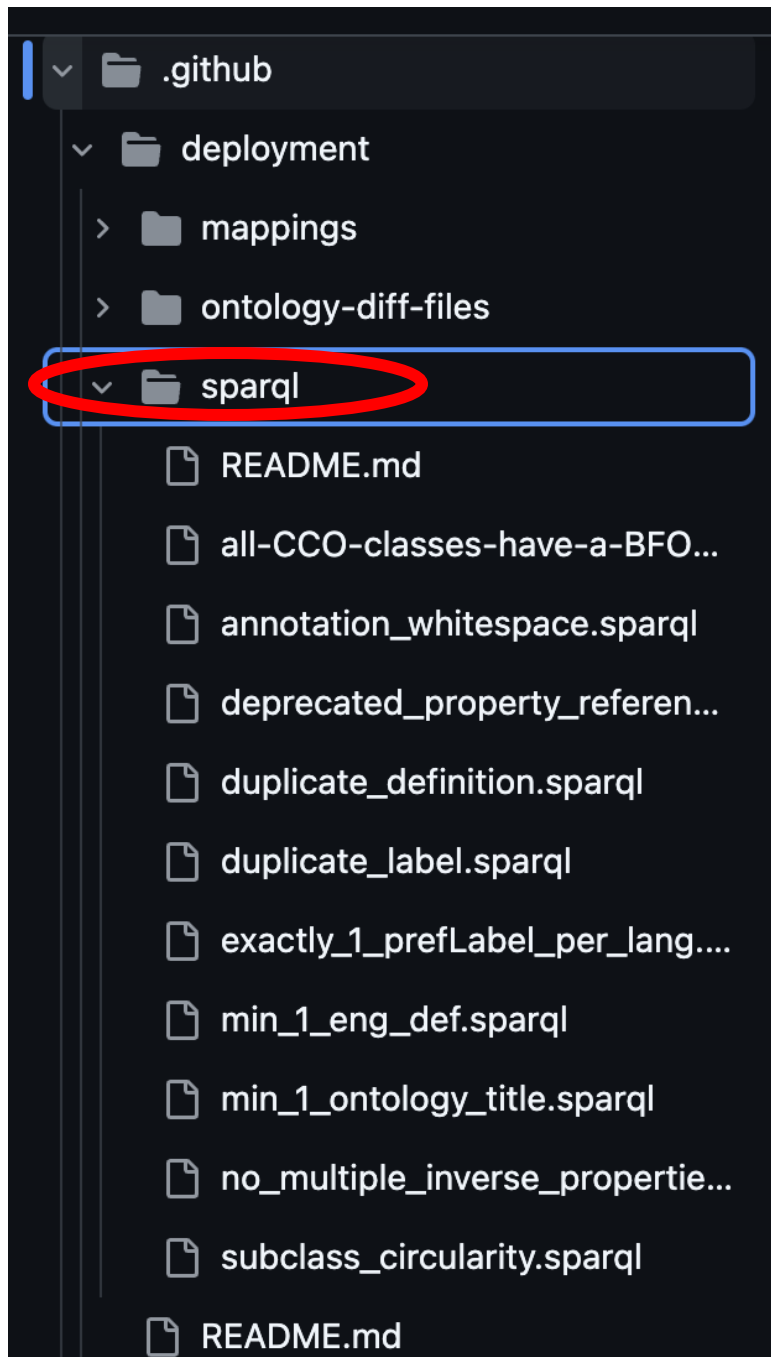 .github
deployment
mappings
ontology-diff-files
sparql
README.md
all-CCO-classes-have-a-BFO...
annotation_whitespace.sparql
deprecated_property_referen...
duplicate_definition.sparql
duplicate_label.sparql
exactly_1_prefLabel_per_lang....
min_1_eng_def.sparql
min_1_ontology_title.sparql
no_multiple_inverse_propertie...
subclass_circularity.sparql
README.md